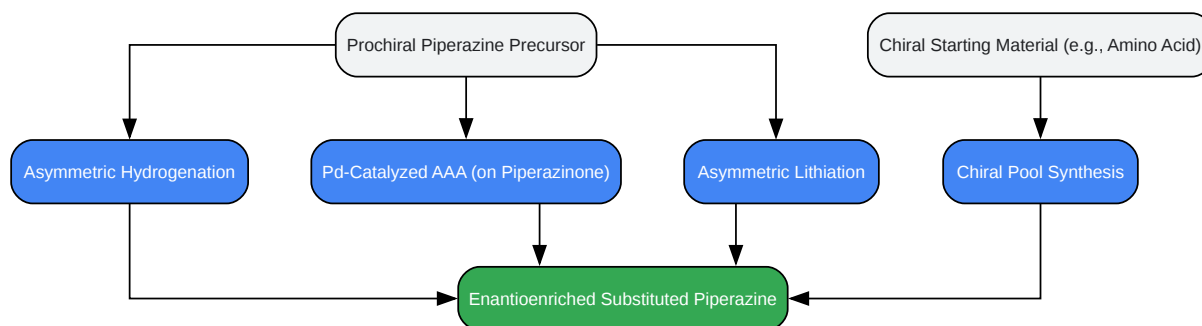 Prochiral Piperazine Precursor
Chiral Starting Material (e.g., Amino Acid)
Asymmetric Hydrogenation
Pd-Catalyzed AAA (on Piperazinone)
Asymmetric Lithiation
Chiral Pool Synthesis
Enantioenriched Substituted Piperazine